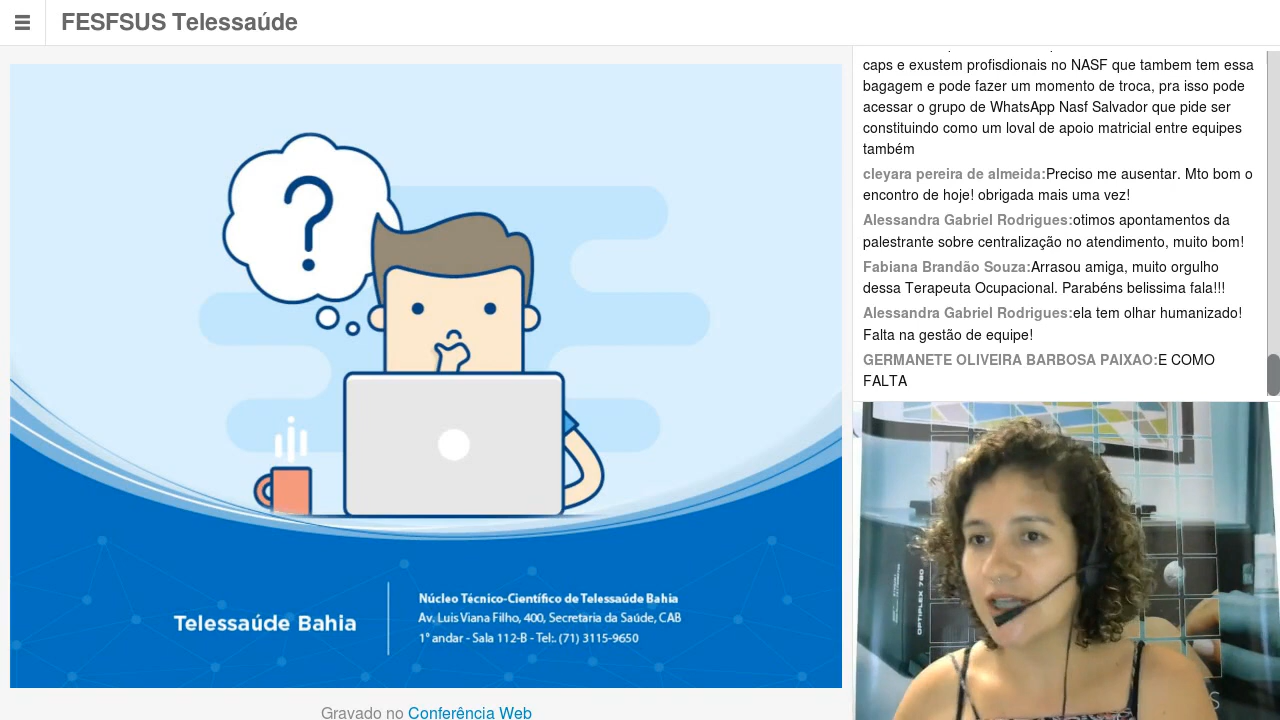 FESFSUS Telessaúde
?
Telessaúde Bahia
Núcleo Técnico-Científico de Telessaúde Bahia
Av. Luis Viana Filho, 400, Secretaria da Saúde, CAB
1º andar - Sala 112-B - Tel:. (71) 3115-9650
Gravado no Conferência Web
caps e exustem profisdionais no NASF que tambem tem essa
bagagem e pode fazer um momento de troca, pra isso pode
acessar o grupo de WhatsApp Nasf Salvador que pide ser
constituindo como um loval de apoio matricial entre equipes
também
cleyara pereira de almeida:Preciso me ausentar. Mto bom o
encontro de hoje! obrigada mais uma vez!
Alessandra Gabriel Rodrigues:otimos apontamentos da
palestrante sobre centralização no atendimento, muito bom!
Fabiana Brandão Souza:Arrasou amiga, muito orgulho
dessa Terapeuta Ocupacional. Parabéns belissima fala!!!
Alessandra Gabriel Rodrigues:ela tem olhar humanizado!
Falta na gestão de equipe!
GERMANETE OLIVEIRA BARBOSA PAIXAO:E COMO
FALTA
OPTIPLEX 780